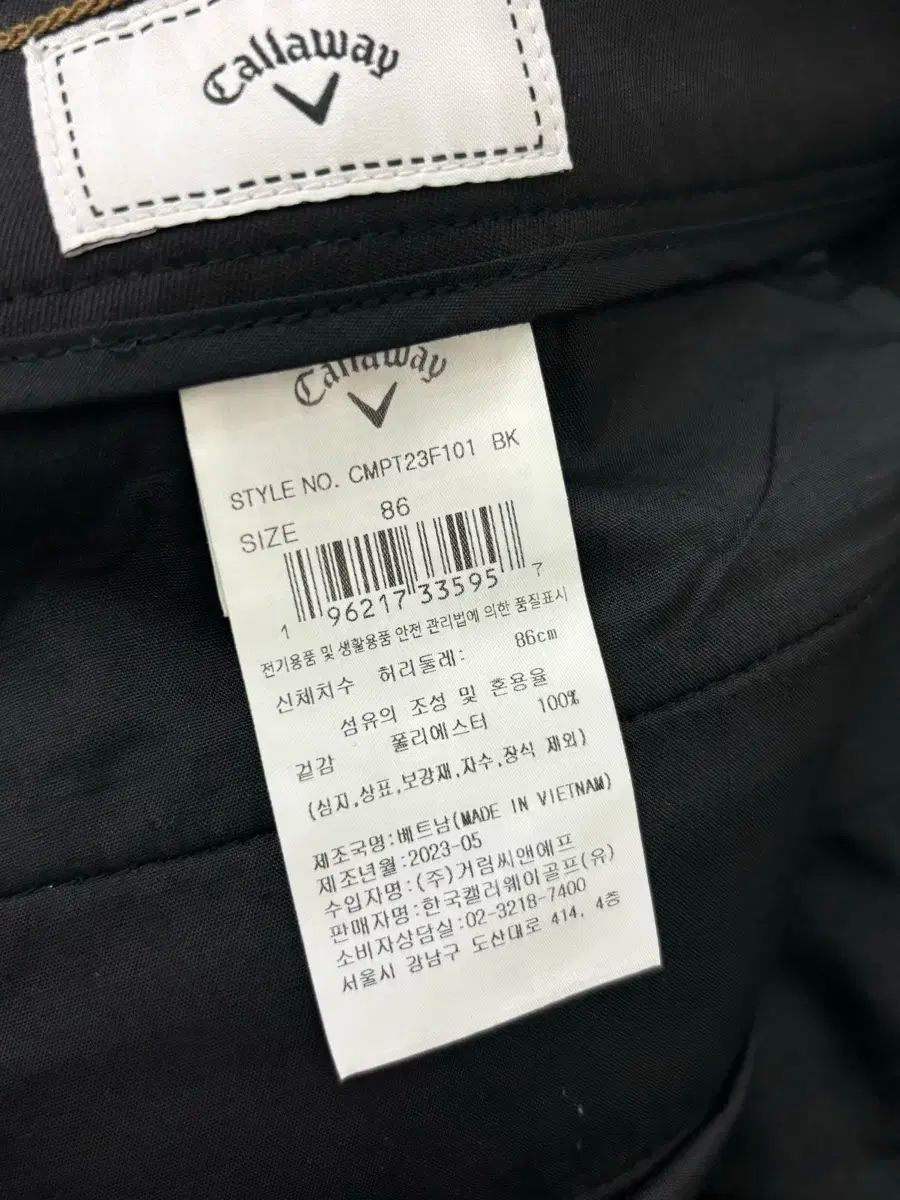 Callaway
Callaway
STYLE NO. CMPT23F101 BK
SIZE 86
1 96217 33595 7
전기용품 및 생활용품 안전 관리법에 의한 품질표시
신체치수 허리둘레: 86cm
섬유의 조성 및 혼용율
겉감 폴리에스터 100%
(심지,상표,보강재,자수,장식 제외)
제조국명:베트남(MADE IN VIETNAM)
제조년월:2023-05
수입자명:(주)거림씨앤에프
판매자명:한국캘러웨이골프(유)
소비자상담실:02-3218-7400
서울시 강남구 도산대로 414, 4층